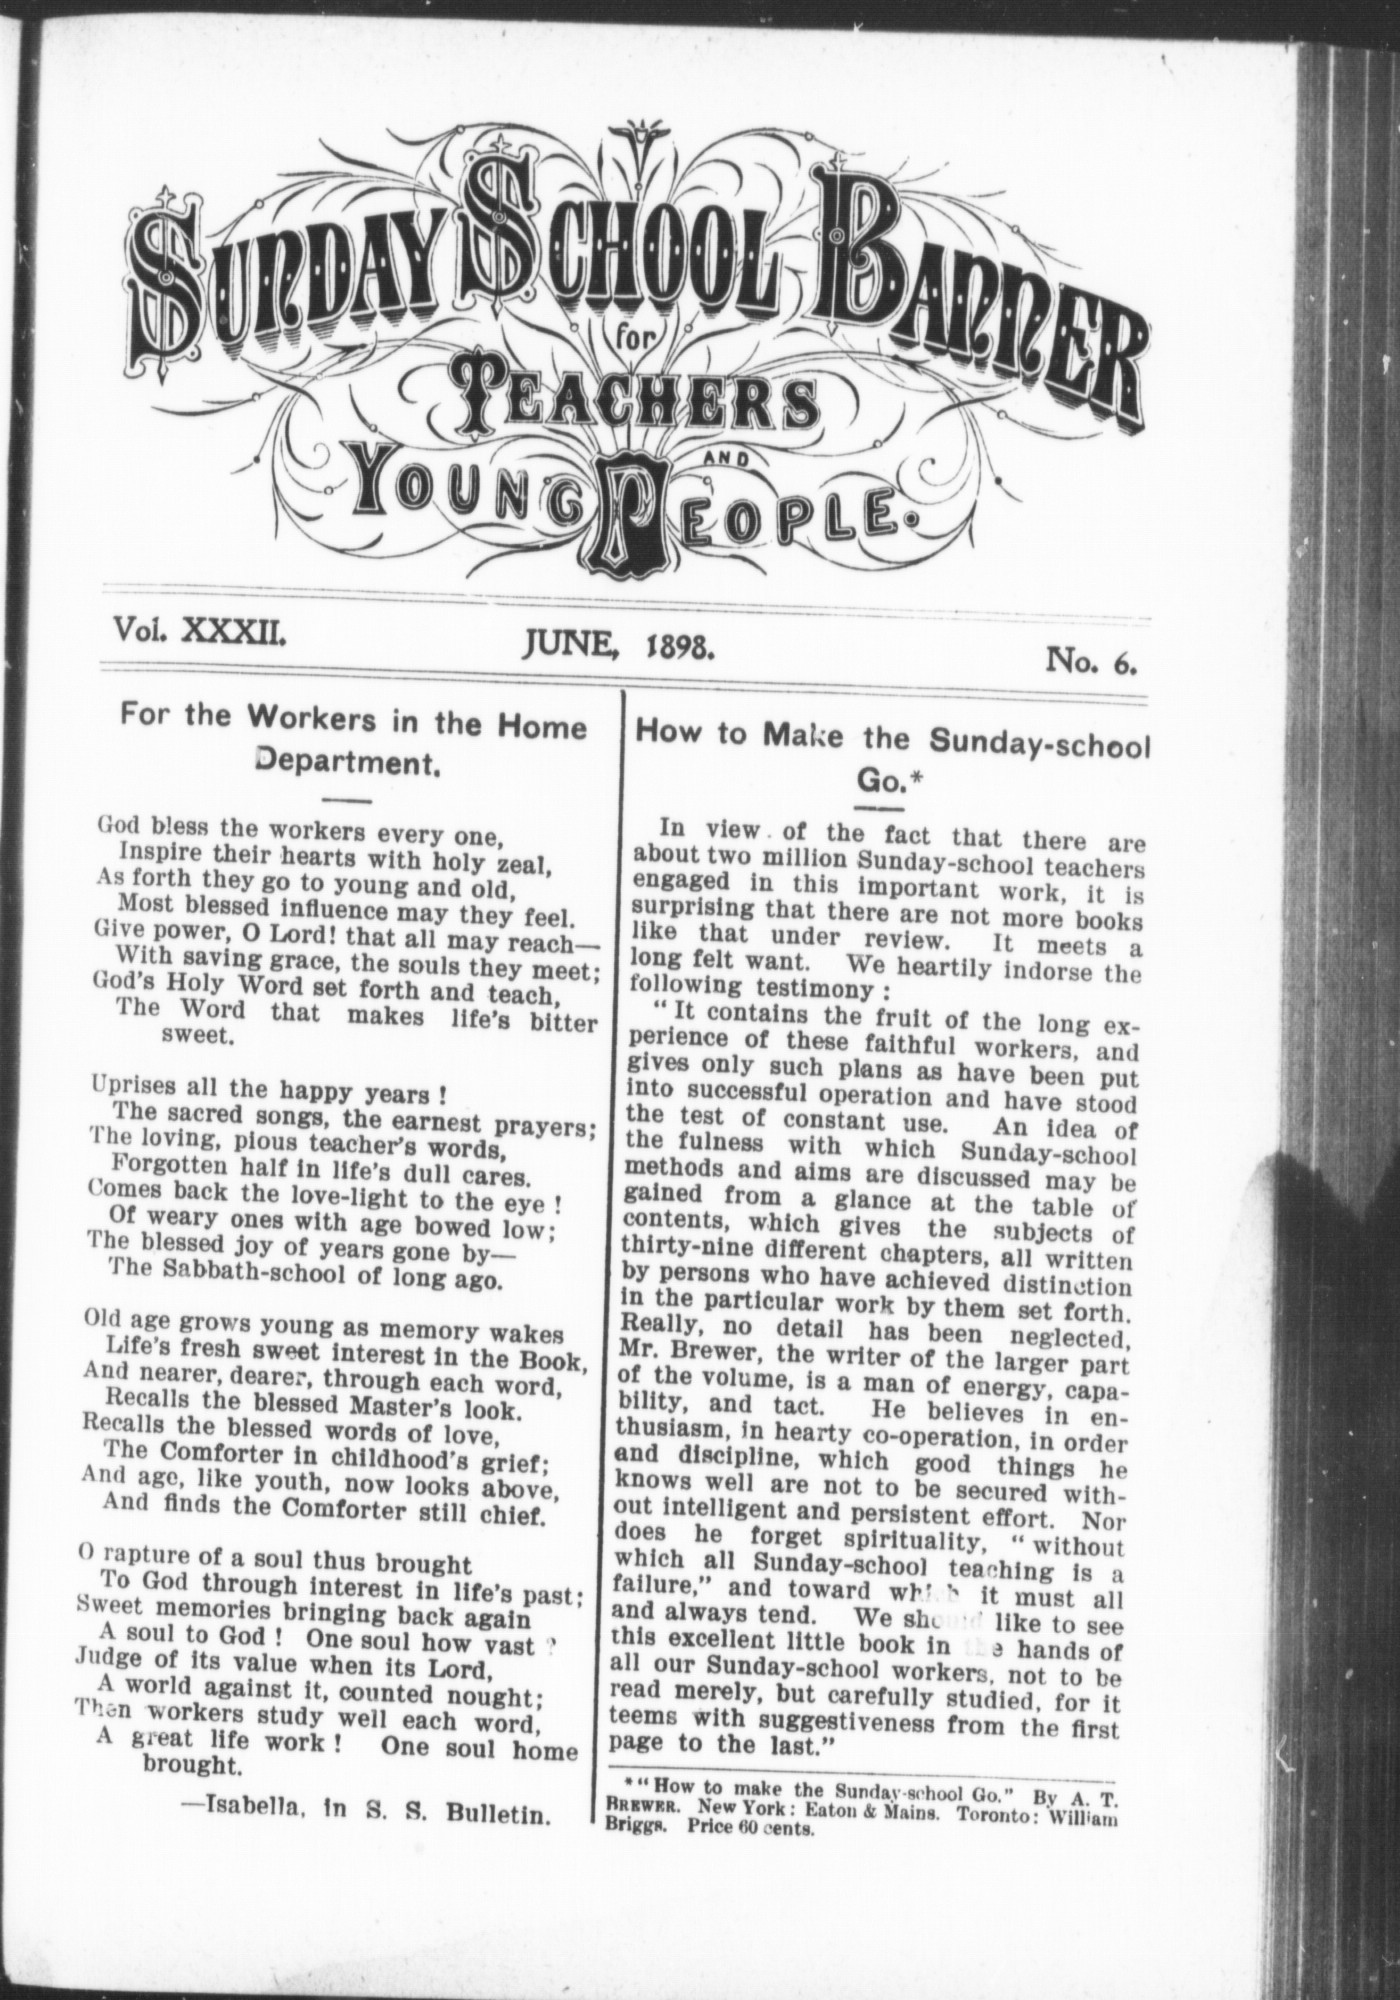 SUNDAY SCHOOL BANNER
for
TEACHERS
AND
YOUNG PEOPLE.
Vol. XXXII. JUNE, 1898. No. 6.
For the Workers in the Home
Department.
God bless the workers every one,
Inspire their hearts with holy zeal,
As forth they go to young and old,
Most blessed influence may they feel.
Give power, O Lord! that all may reach—
With saving grace, the souls they meet;
God's Holy Word set forth and teach,
The Word that makes life's bitter
sweet.
Uprises all the happy years !
The sacred songs, the earnest prayers;
The loving, pious teacher's words,
Forgotten half in life's dull cares.
Comes back the love-light to the eye !
Of weary ones with age bowed low;
The blessed joy of years gone by—
The Sabbath-school of long ago.
Old age grows young as memory wakes
Life's fresh sweet interest in the Book,
And nearer, dearer, through each word,
Recalls the blessed Master's look.
Recalls the blessed words of love,
The Comforter in childhood's grief;
And age, like youth, now looks above,
And finds the Comforter still chief.
O rapture of a soul thus brought
To God through interest in life's past;
Sweet memories bringing back again
A soul to God ! One soul how vast ?
Judge of its value when its Lord,
A world against it, counted nought;
Then workers study well each word,
A great life work ! One soul home
brought.
—Isabella, in S. S. Bulletin.
How to Make the Sunday-school
Go.*
In view of the fact that there are
about two million Sunday-school teachers
engaged in this important work, it is
surprising that there are not more books
like that under review. It meets a
long felt want. We heartily indorse the
following testimony :
"It contains the fruit of the long ex-
perience of these faithful workers, and
gives only such plans as have been put
into successful operation and have stood
the test of constant use. An idea of
the fulness with which Sunday-school
methods and aims are discussed may be
gained from a glance at the table of
contents, which gives the subjects of
thirty-nine different chapters, all written
by persons who have achieved distinction
in the particular work by them set forth.
Really, no detail has been neglected,
Mr. Brewer, the writer of the larger part
of the volume, is a man of energy, capa-
bility, and tact. He believes in en-
thusiasm, in hearty co-operation, in order
and discipline, which good things he
knows well are not to be secured with-
out intelligent and persistent effort. Nor
does he forget spirituality, "without
which all Sunday-school teaching is a
failure," and toward which it must all
and always tend. We should like to see
this excellent little book in the hands of
all our Sunday-school workers, not to be
read merely, but carefully studied, for it
teems with suggestiveness from the first
page to the last."
*"How to make the Sunday-school Go." By A. T.
BREWER. New York: Eaton & Mains. Toronto: William
Briggs. Price 60 cents.